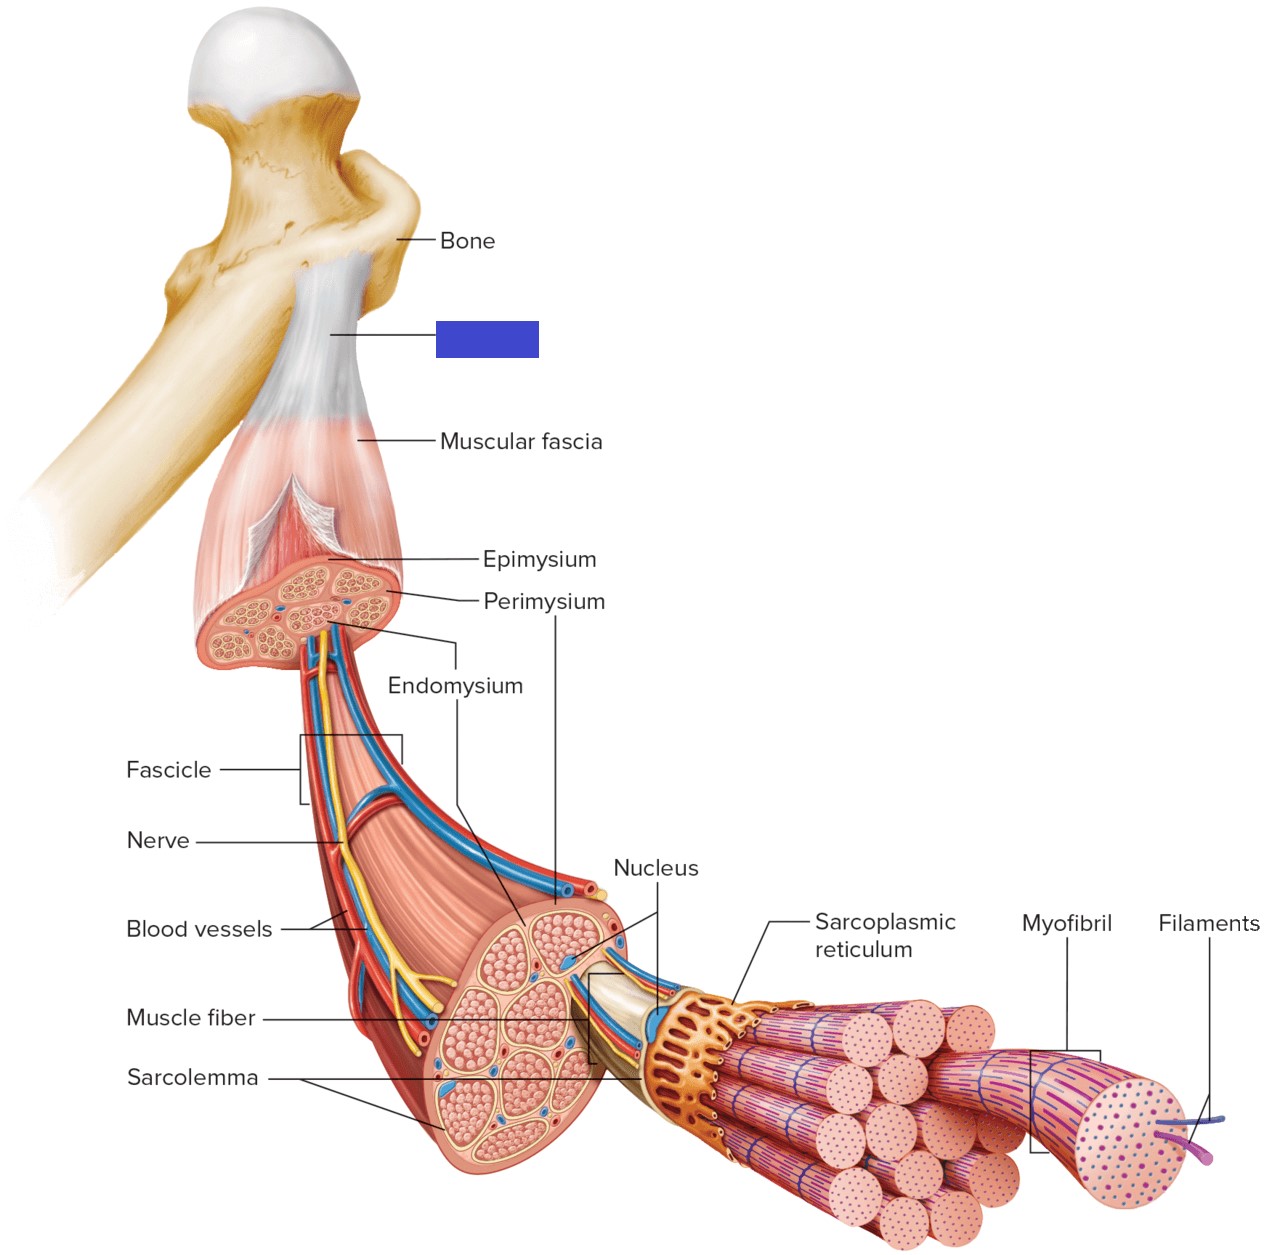 Bone
Muscular fascia
Epimysium
Perimysium
Endomysium
Fascicle
Nerve
Nucleus
Blood vessels
Sarcoplasmic
reticulum
Myofibril
Filaments
Muscle fiber
Sarcolemma